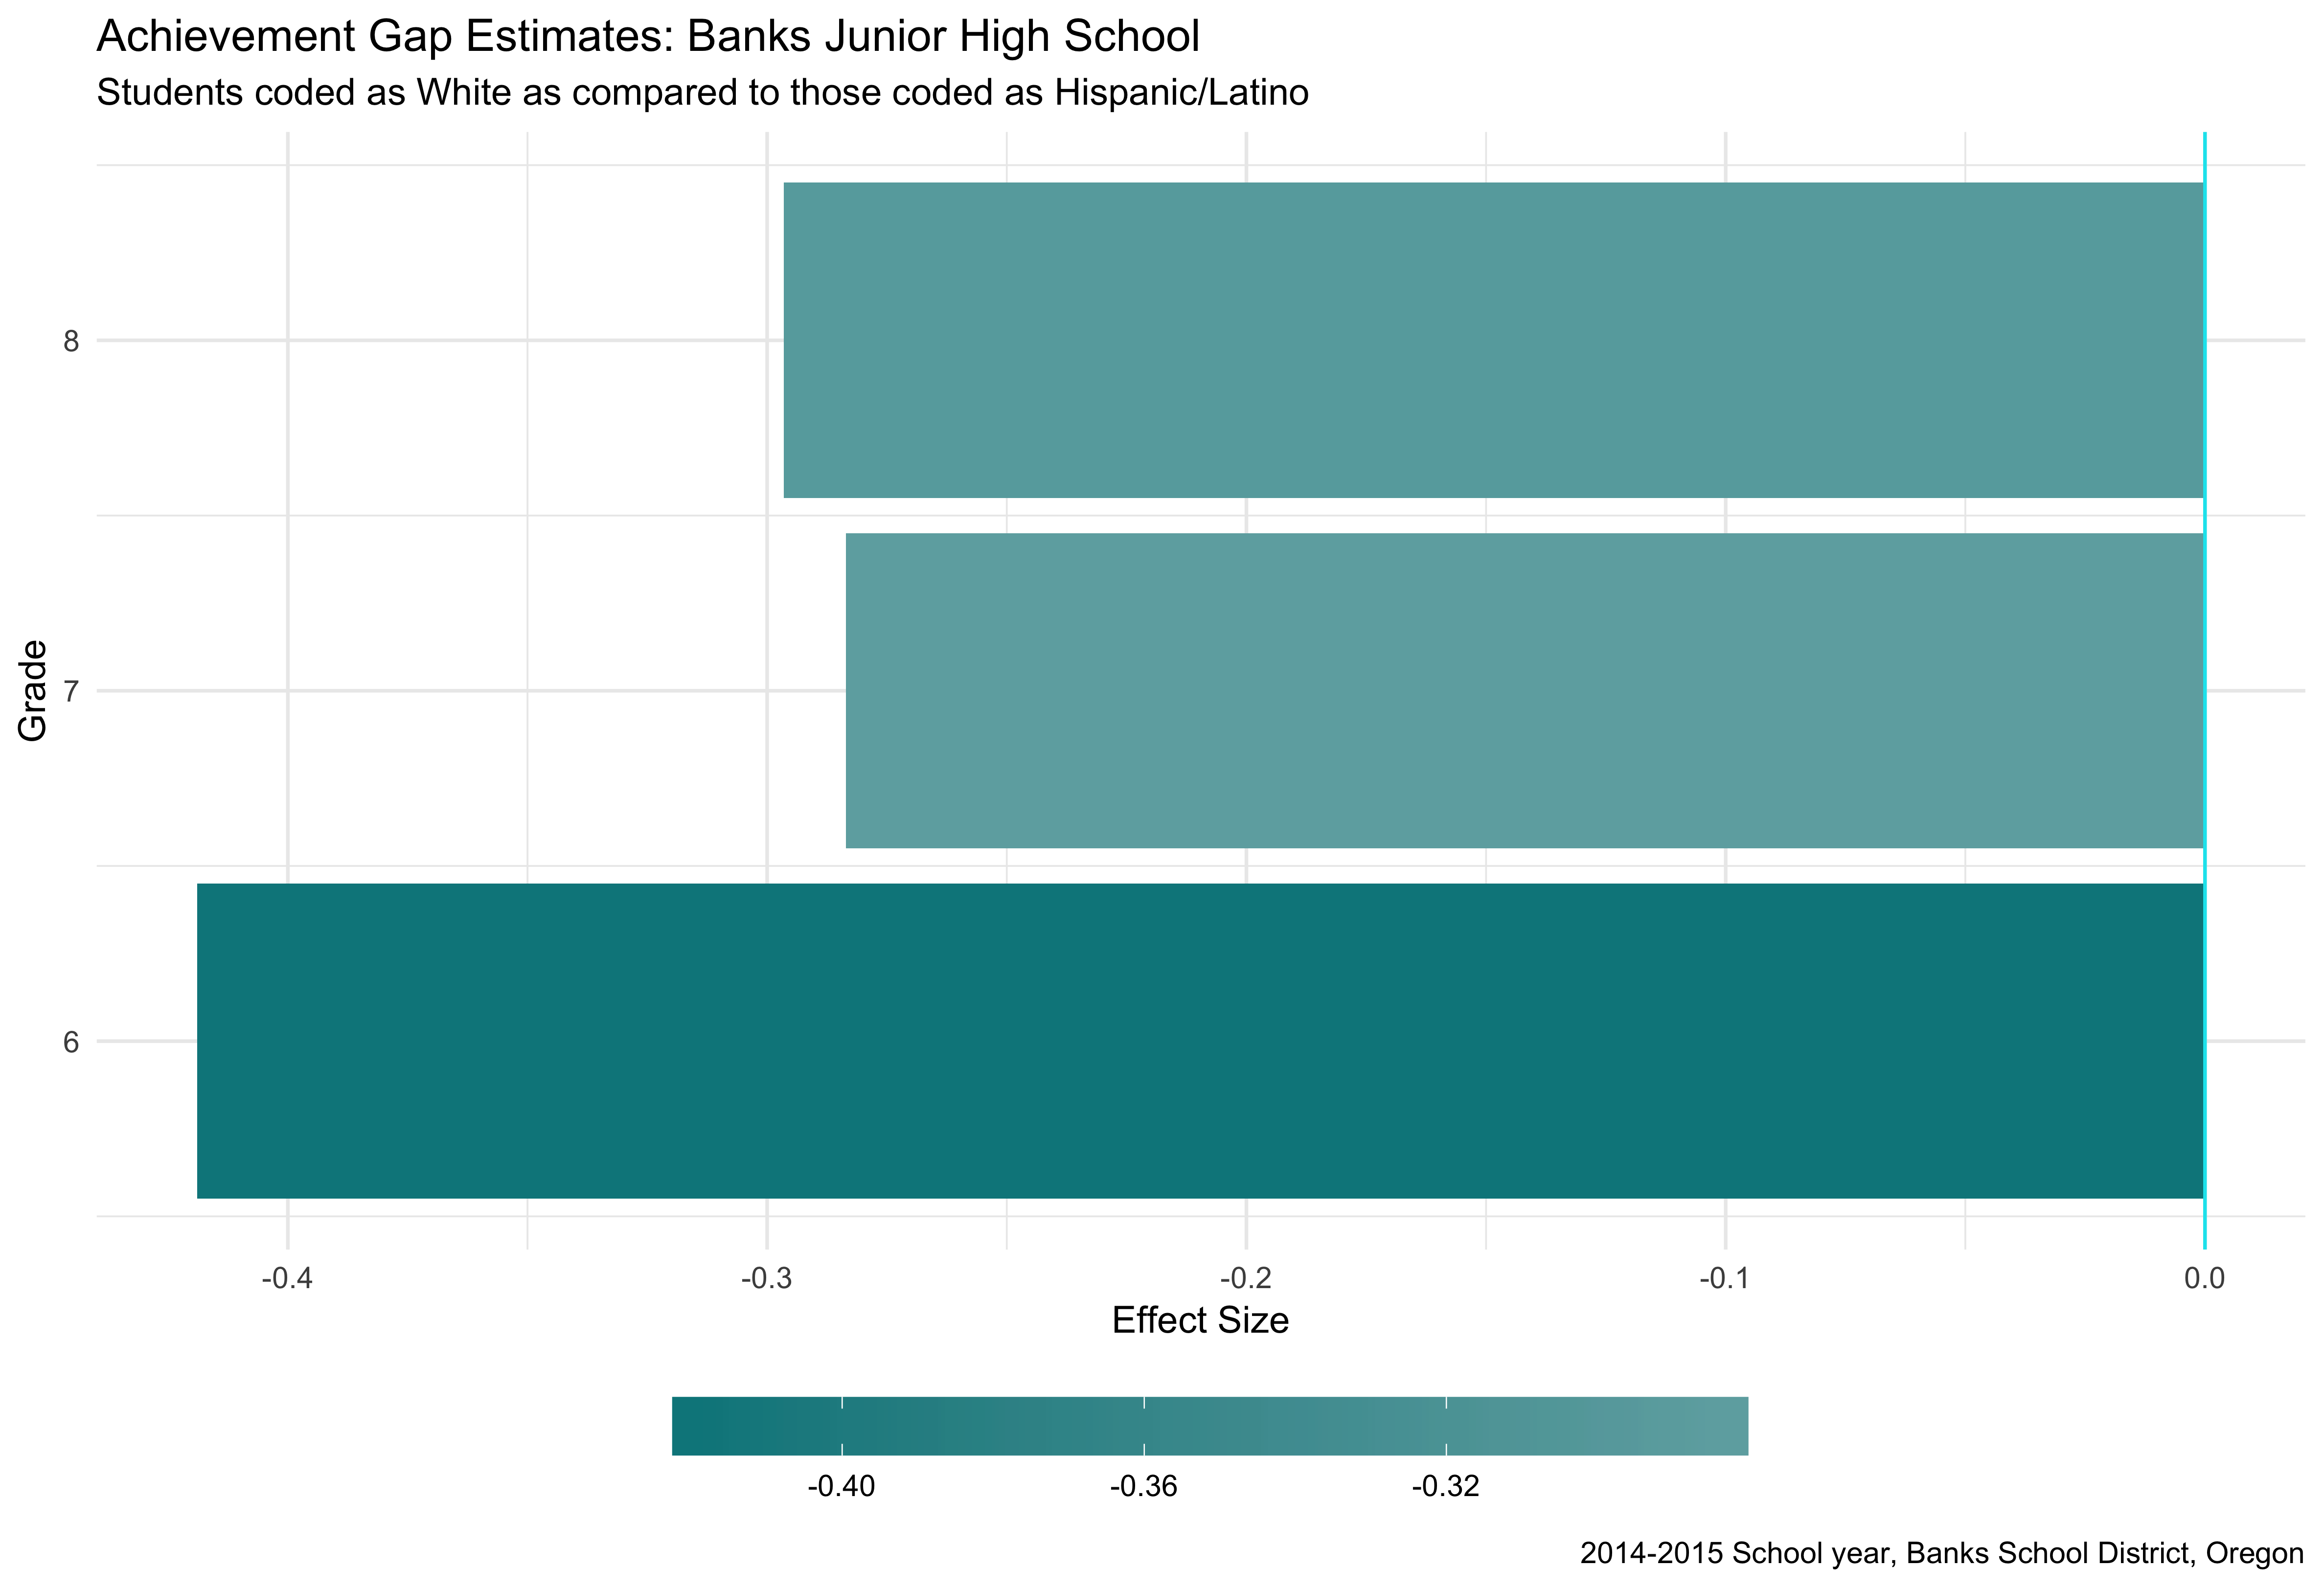 Achievement Gap Estimates: Banks Junior High School
Students coded as White as compared to those coded as Hispanic/Latino
Grade
8
7
6
-0.4 -0.3 -0.2 -0.1 0.0
Effect Size
-0.40 -0.36 -0.32
2014-2015 School year, Banks School District, Oregon